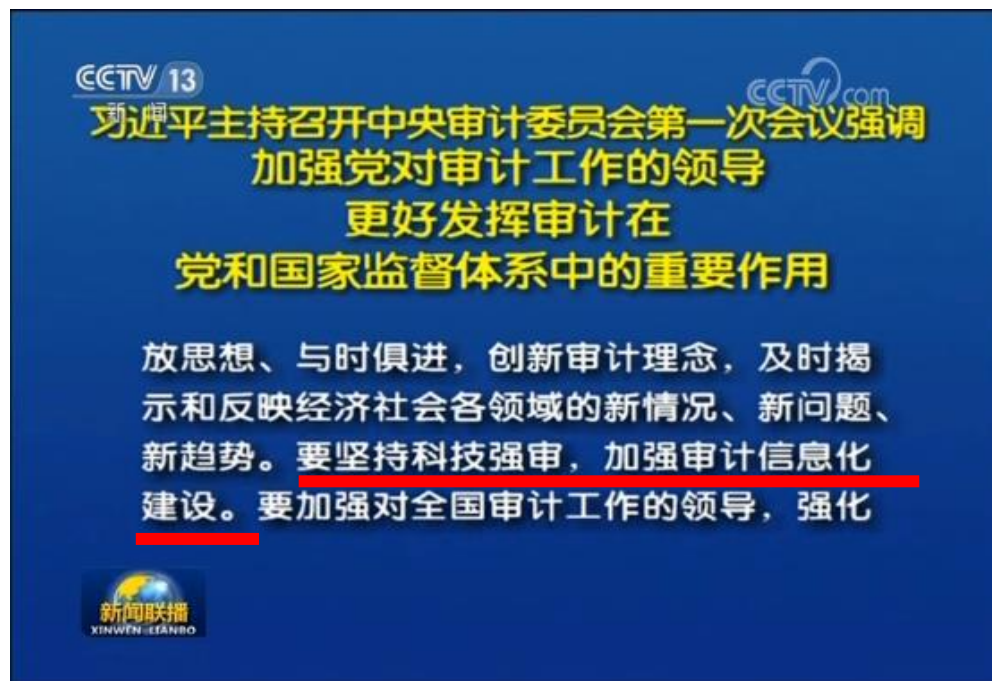 CCTV 13
新闻
CCTV.com
习近平主持召开中央审计委员会第一次会议强调
加强党对审计工作的领导
更好发挥审计在
党和国家监督体系中的重要作用
放思想、与时俱进，创新审计理念，及时揭
示和反映经济社会各领域的新情况、新问题、
新趋势。要坚持科技强审，加强审计信息化
建设。要加强对全国审计工作的领导，强化
新闻联播
XINWEN LIANBO